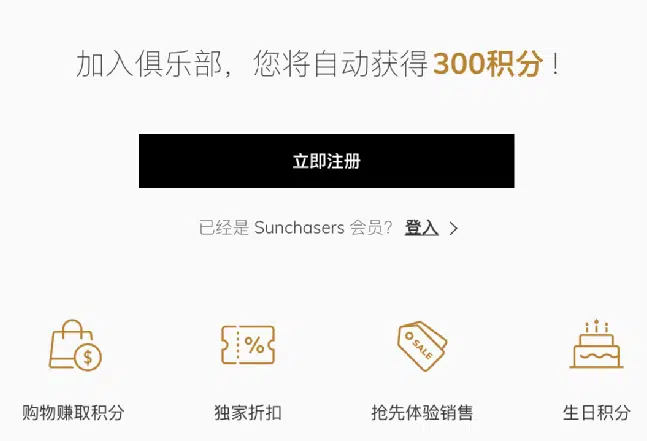 加入俱乐部，您将自动获得 300积分！
立即注册
已经是 Sunchasers 会员？ 登入 >
$ % SALE
购物赚取积分 独家折扣 抢先体验销售 生日积分